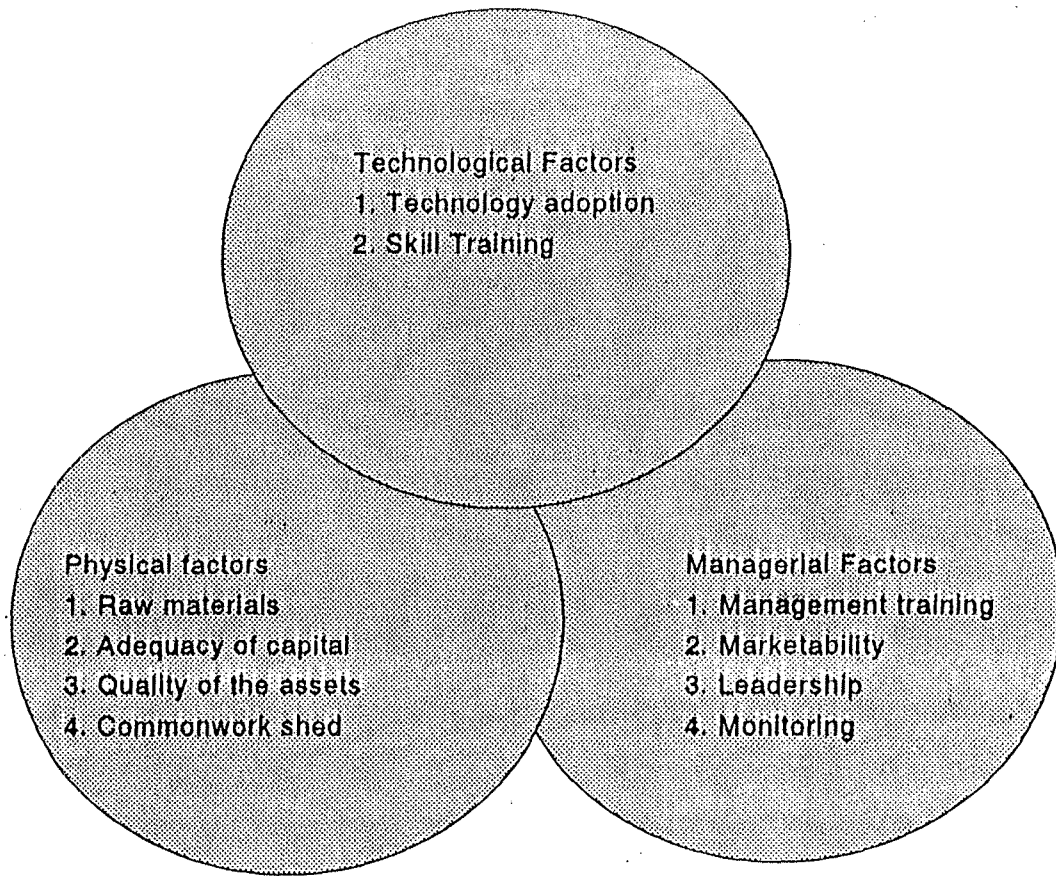 Technological Factors
1. Technology adoption
2. Skill Training
Physical factors
1. Raw materials
2. Adequacy of capital
3. Quality of the assets
4. Commonwork shed
Managerial Factors
1. Management training
2. Marketability
3. Leadership
4. Monitoring